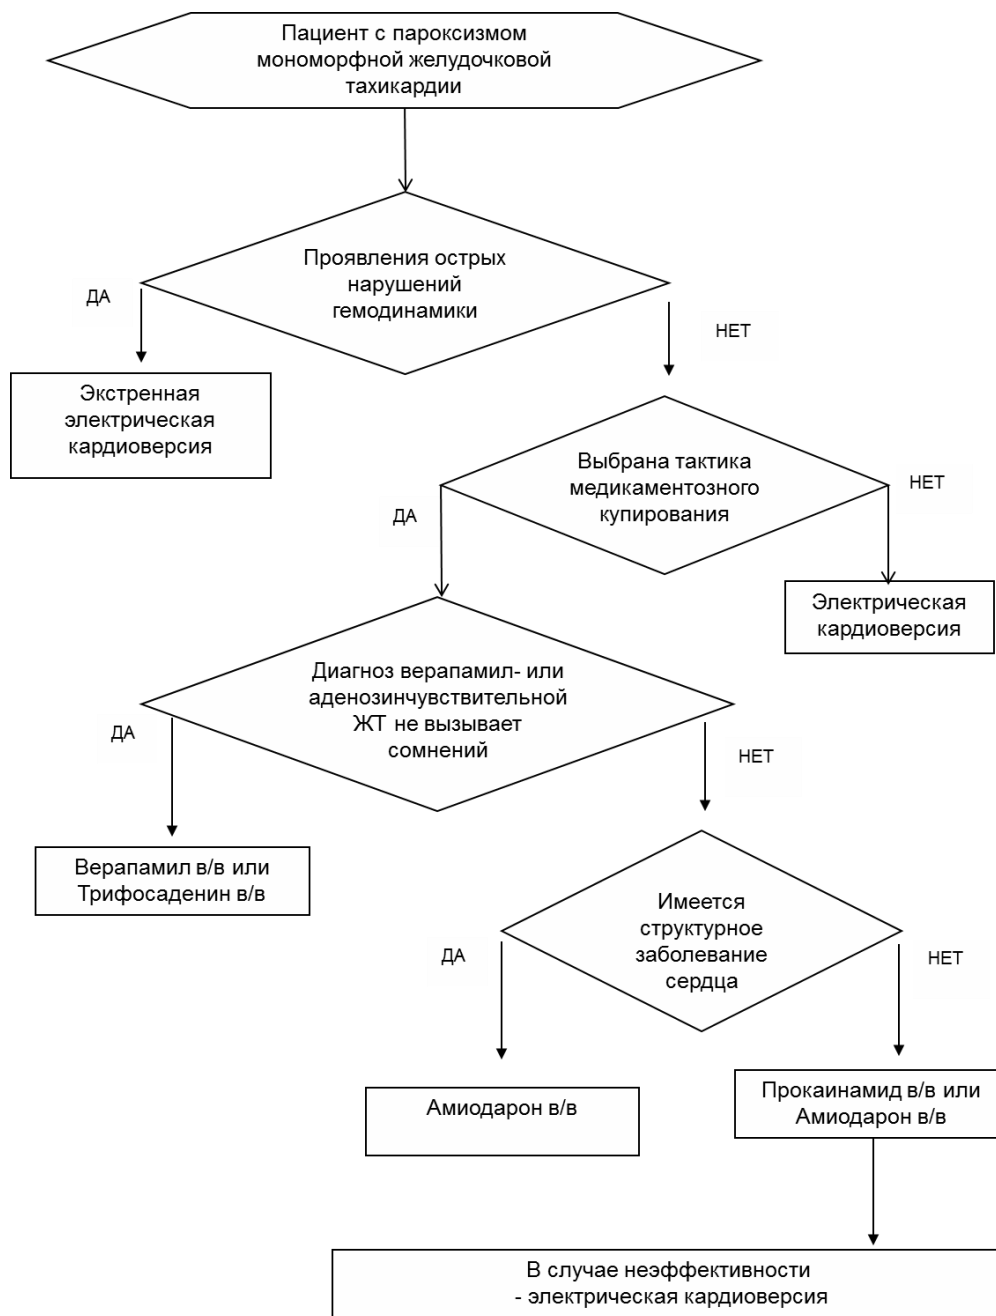 Пациент с пароксизмом
мономорфной желудочковой
тахикардии
Проявления острых
нарушений
гемодинамики
ДА
НЕТ
Экстренная
электрическая
кардиоверсия
Выбрана тактика
медикаментозного
купирования
ДА
НЕТ
Электрическая
кардиоверсия
Диагноз верапамил- или
аденозинчувствительной
ЖТ не вызывает
сомнений
ДА
НЕТ
Верапамил в/в или
Трифосаденин в/в
Имеется
структурное
заболевание
сердца
ДА
НЕТ
Амиодарон в/в
Прокаинамид в/в или
Амиодарон в/в
В случае неэффективности
- электрическая кардиоверсия